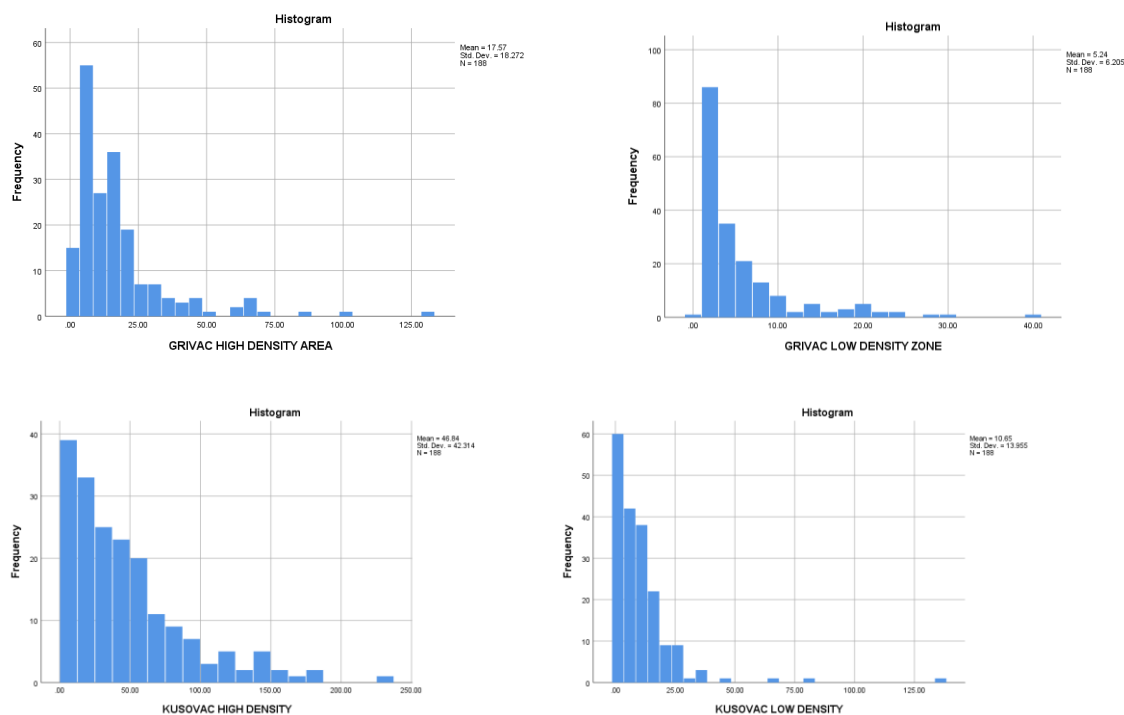 Histogram
Mean = 17.57
Std. Dev. = 18.272
N = 188
60
50
40
30
20
10
0
Frequency
.00 25.00 50.00 75.00 100.00 125.00
GRIVAC HIGH DENSITY AREA
Histogram
Mean = 5.24
Std. Dev. = 6.205
N = 188
100
80
60
40
20
0
Frequency
.00 10.00 20.00 30.00 40.00
GRIVAC LOW DENSITY ZONE
Histogram
Mean = 46.84
Std. Dev. = 42.314
N = 188
40
30
20
10
0
Frequency
.00 50.00 100.00 150.00 200.00 250.00
KUSOVAC HIGH DENSITY
Histogram
Mean = 10.65
Std. Dev. = 13.955
N = 188
60
50
40
30
20
10
0
Frequency
.00 25.00 50.00 75.00 100.00 125.00
KUSOVAC LOW DENSITY